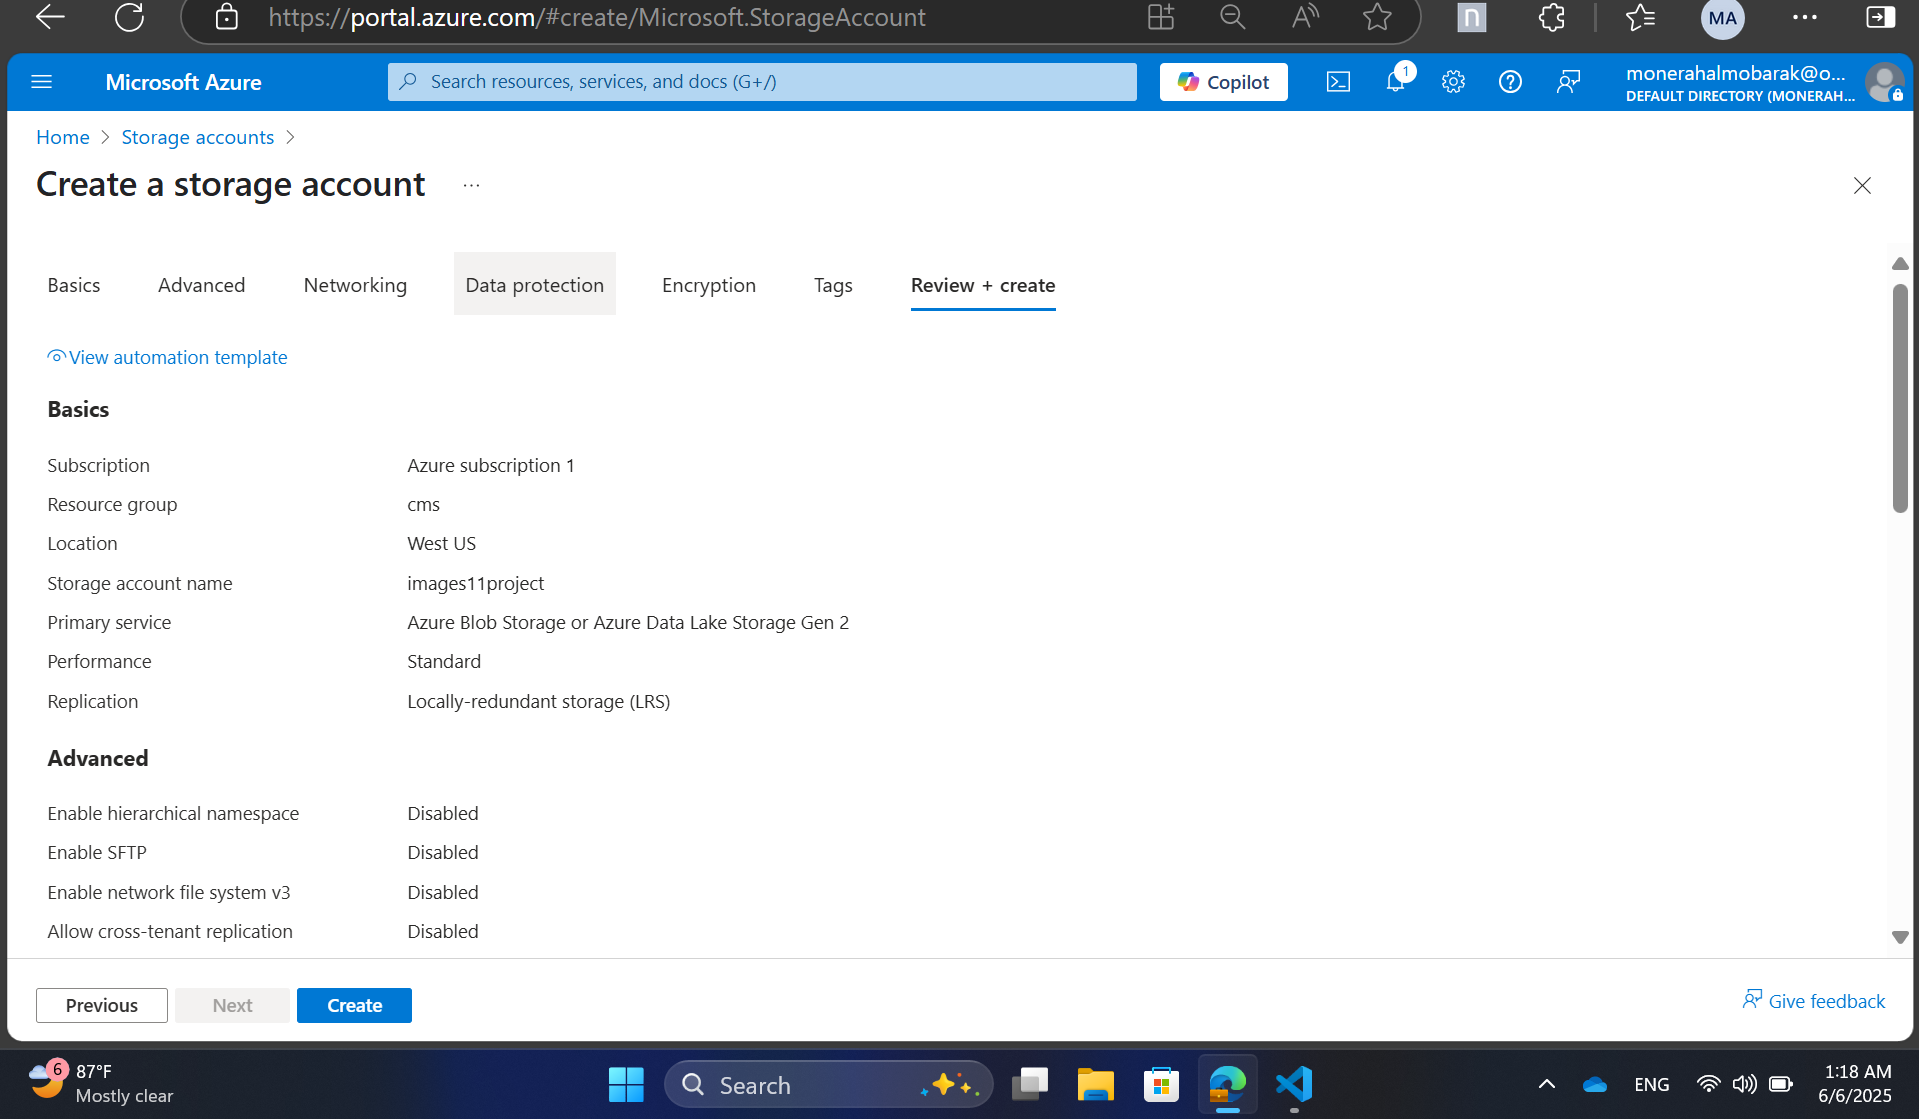 https://portal.azure.com/#create/Microsoft.StorageAccount
A
n
MA
Microsoft Azure
Search resources, services, and docs (G+/)
Copilot
1
monerahalmobarak@o...
DEFAULT DIRECTORY (MONERAH...
Home > Storage accounts >
Create a storage account ...
Basics Advanced Networking Data protection Encryption Tags Review + create
View automation template
Basics
Subscription Azure subscription 1
Resource group cms
Location West US
Storage account name images11project
Primary service Azure Blob Storage or Azure Data Lake Storage Gen 2
Performance Standard
Replication Locally-redundant storage (LRS)
Advanced
Enable hierarchical namespace Disabled
Enable SFTP Disabled
Enable network file system v3 Disabled
Allow cross-tenant replication Disabled
Previous Next Create
Give feedback
6
87°F
Mostly clear
Search
ENG
1:18 AM
6/6/2025